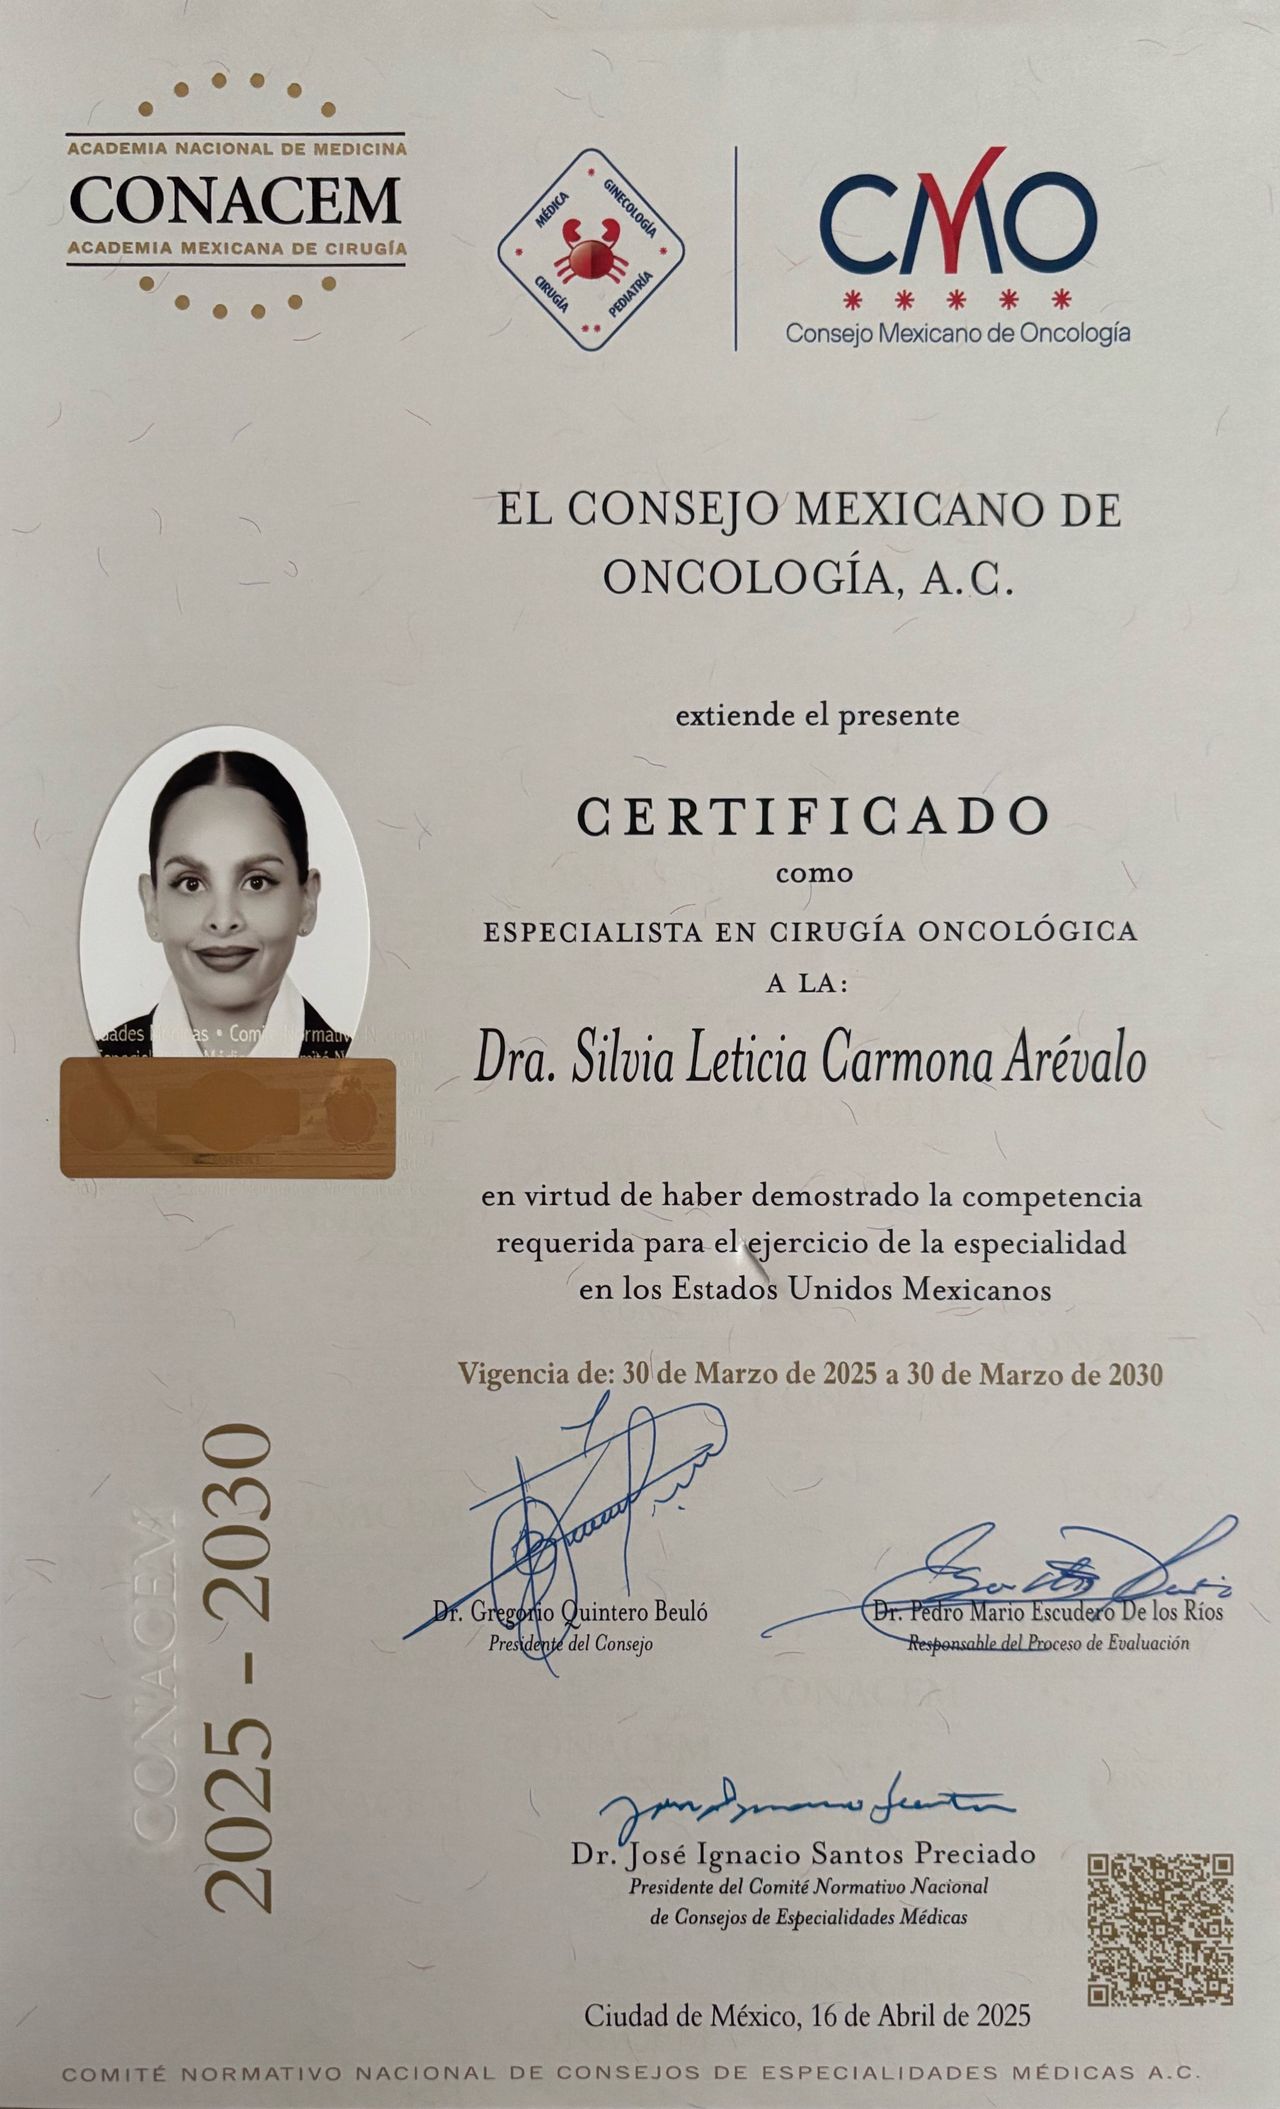 ACADEMIA NACIONAL DE MEDICINA
CONACEM
ACADEMIA MEXICANA DE CIRUGÍA
MÉDICA
GINECOLOGÍA
CIRUGÍA
PEDIATRÍA
CMO
Consejo Mexicano de Oncología
EL CONSEJO MEXICANO DE
ONCOLOGÍA, A.C.
extiende el presente
CERTIFICADO
como
ESPECIALISTA EN CIRUGÍA ONCOLÓGICA
A LA:
Dra. Silvia Leticia Carmona Arévalo
en virtud de haber demostrado la competencia
requerida para el ejercicio de la especialidad
en los Estados Unidos Mexicanos
Vigencia de: 30 de Marzo de 2025 a 30 de Marzo de 2030
CONACEM
2025 - 2030
Dr. Gregorio Quintero Beuló
Presidente del Consejo
Dr. Pedro Mario Escudero De los Ríos
Responsable del Proceso de Evaluación
Dr. José Ignacio Santos Preciado
Presidente del Comité Normativo Nacional
de Consejos de Especialidades Médicas
Ciudad de México, 16 de Abril de 2025
COMITÉ NORMATIVO NACIONAL DE CONSEJOS DE ESPECIALIDADES MÉDICAS A.C.